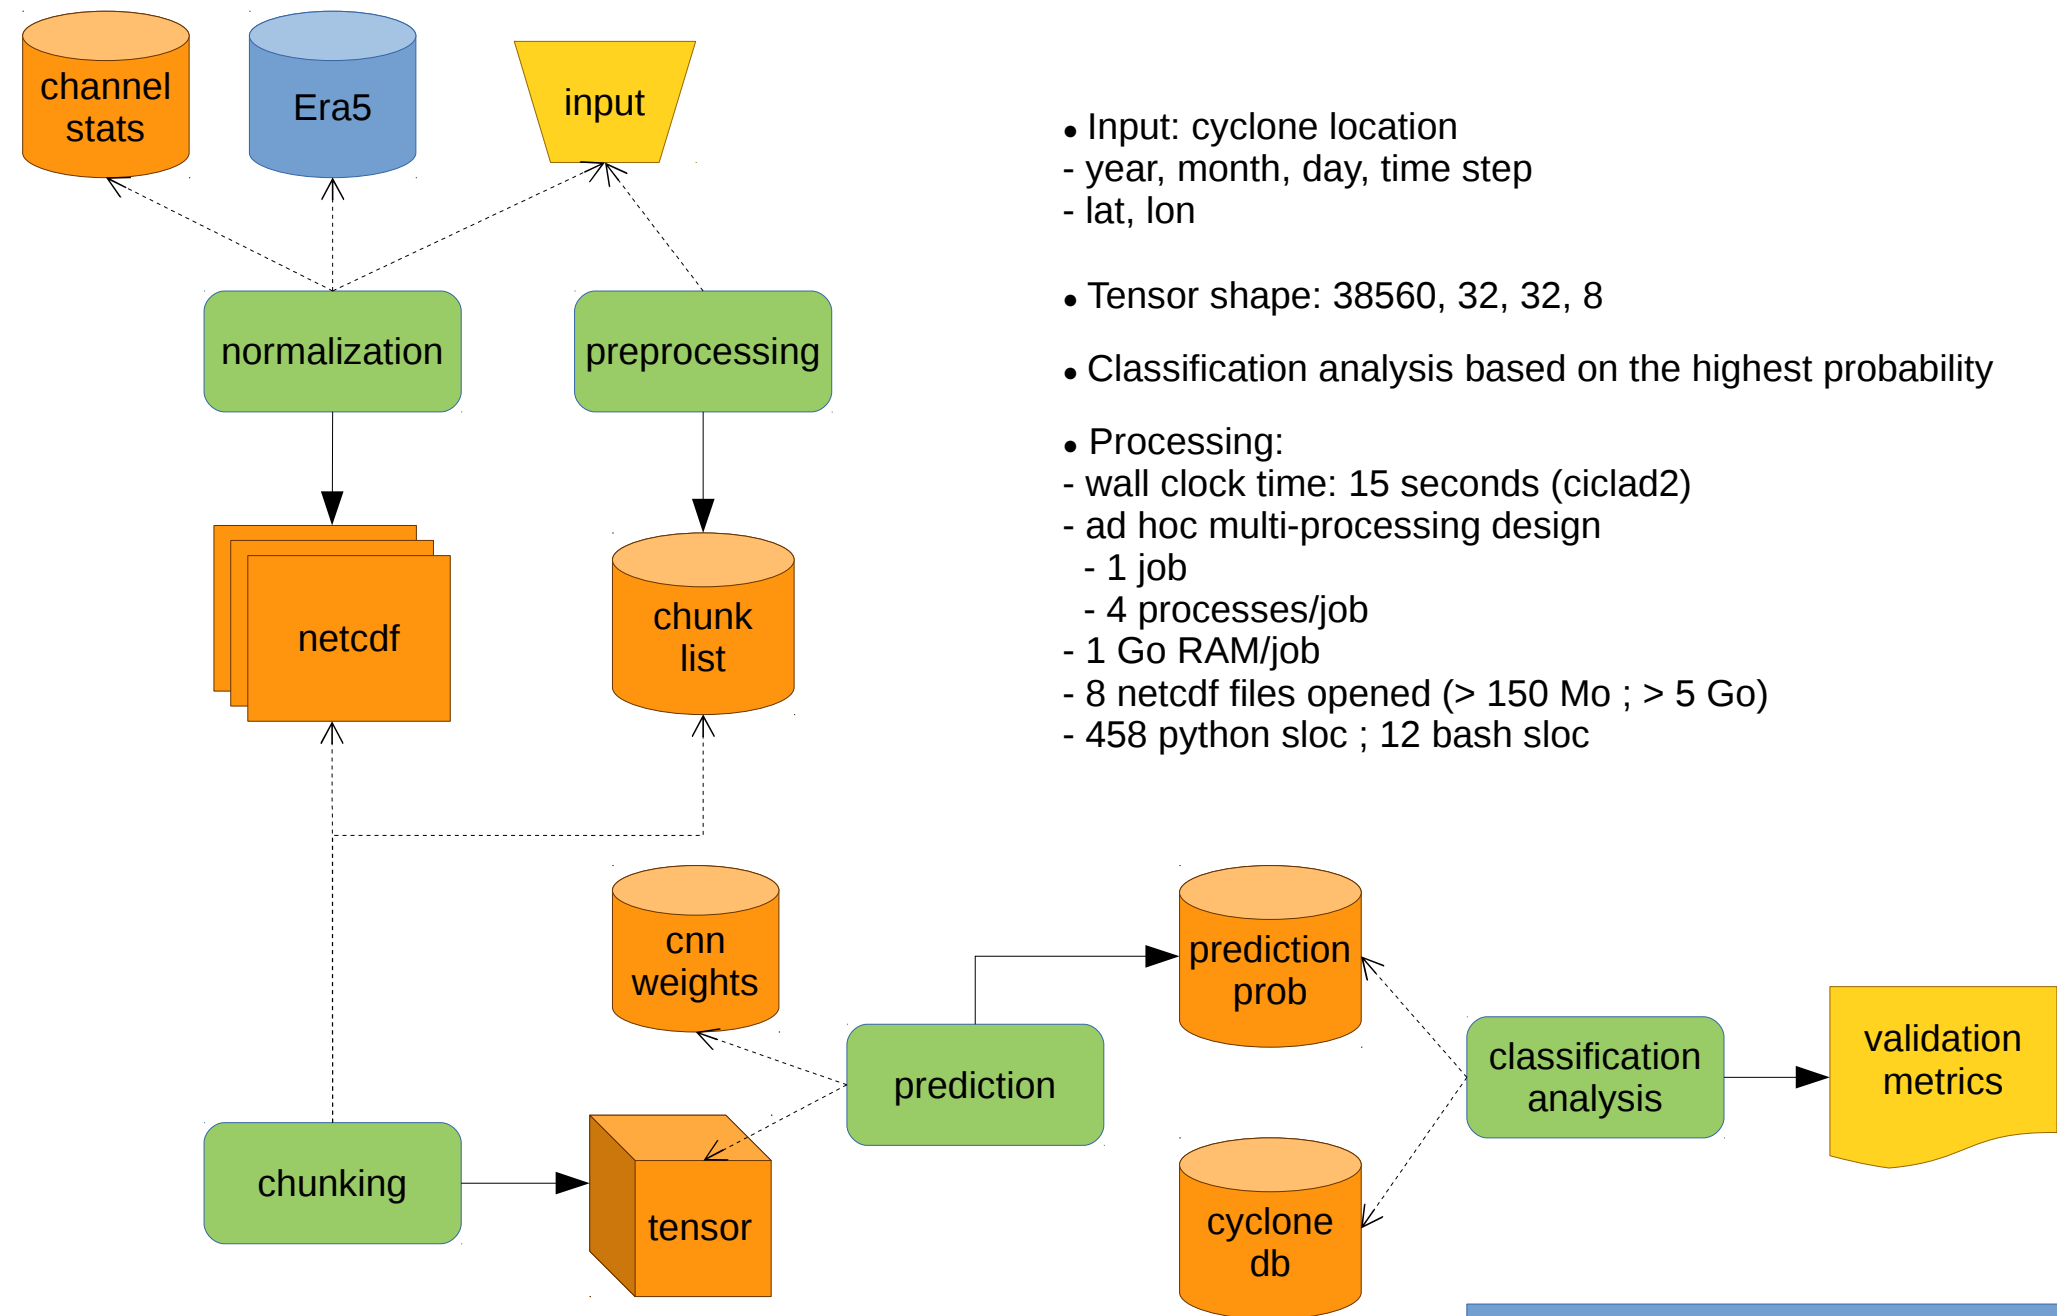 channel
stats
Era5
input
normalization
preprocessing
netcdf
chunk
list
● Input: cyclone location
- year, month, day, time step
- lat, lon
● Tensor shape: 38560, 32, 32, 8
● Classification analysis based on the highest probability
● Processing:
- wall clock time: 15 seconds (ciclad2)
- ad hoc multi-processing design
- 1 job
- 4 processes/job
- 1 Go RAM/job
- 8 netcdf files opened (> 150 Mo ; > 5 Go)
- 458 python sloc ; 12 bash sloc
cnn
weights
prediction
prediction
prob
classification
analysis
validation
metrics
chunking
tensor
cyclone
db